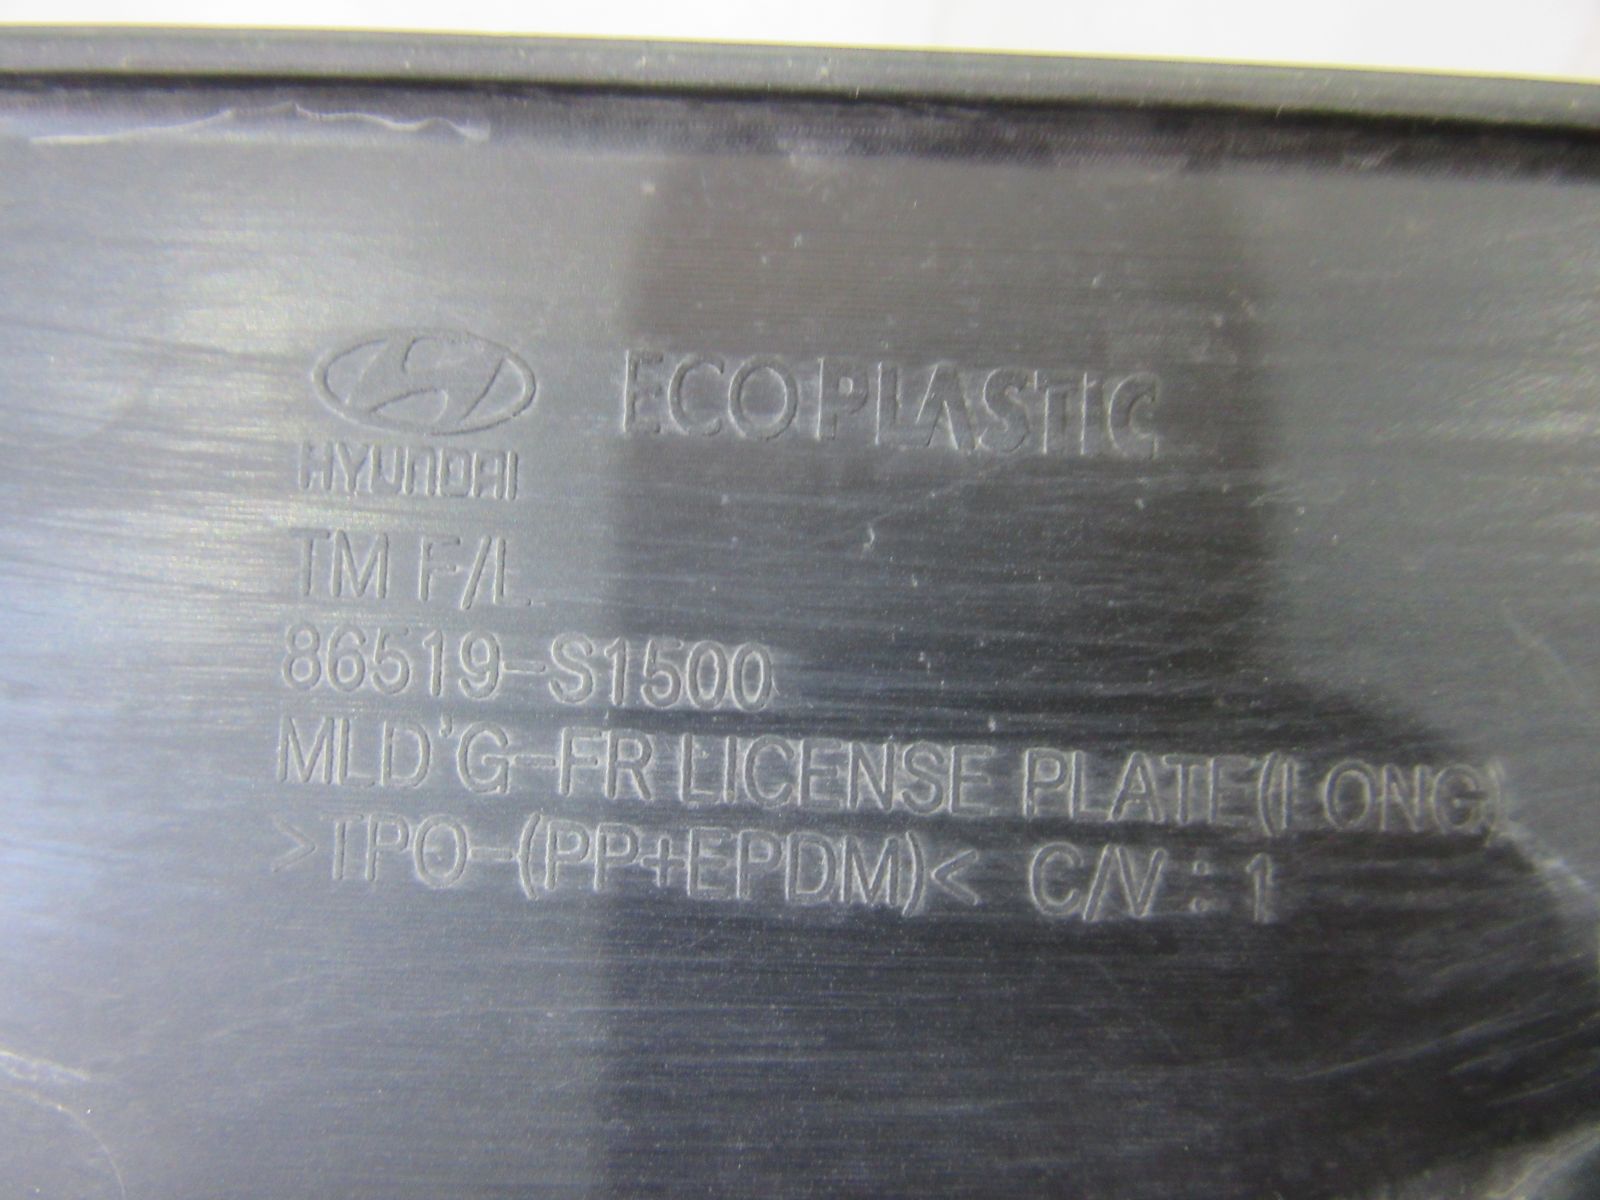 ECOPLASTIC
HYUNDAI
TM F/L
86519-S1500
MLD'G-FR LICENSE PLATE(LONG)
>TPO-(PP+EPDM)< C/V : 1